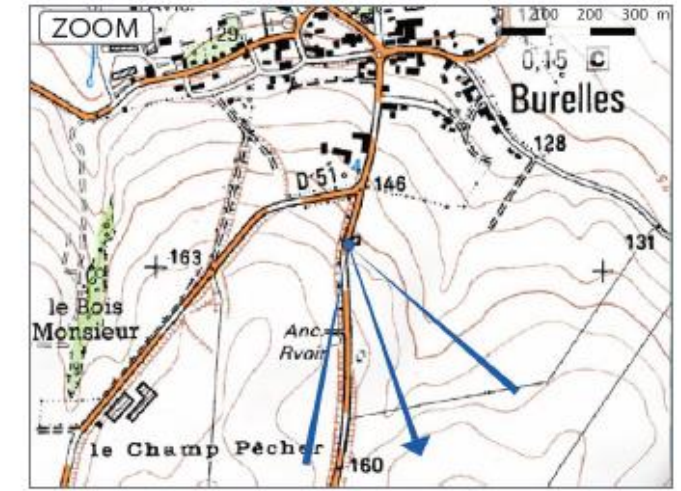 ZOOM
129
100 200 300 m
0,15 C
Burelles
128
D 51
4
146
131
163
le Bois
Monsieur
Anc.
Rvoir
le Champ Pêcher
160